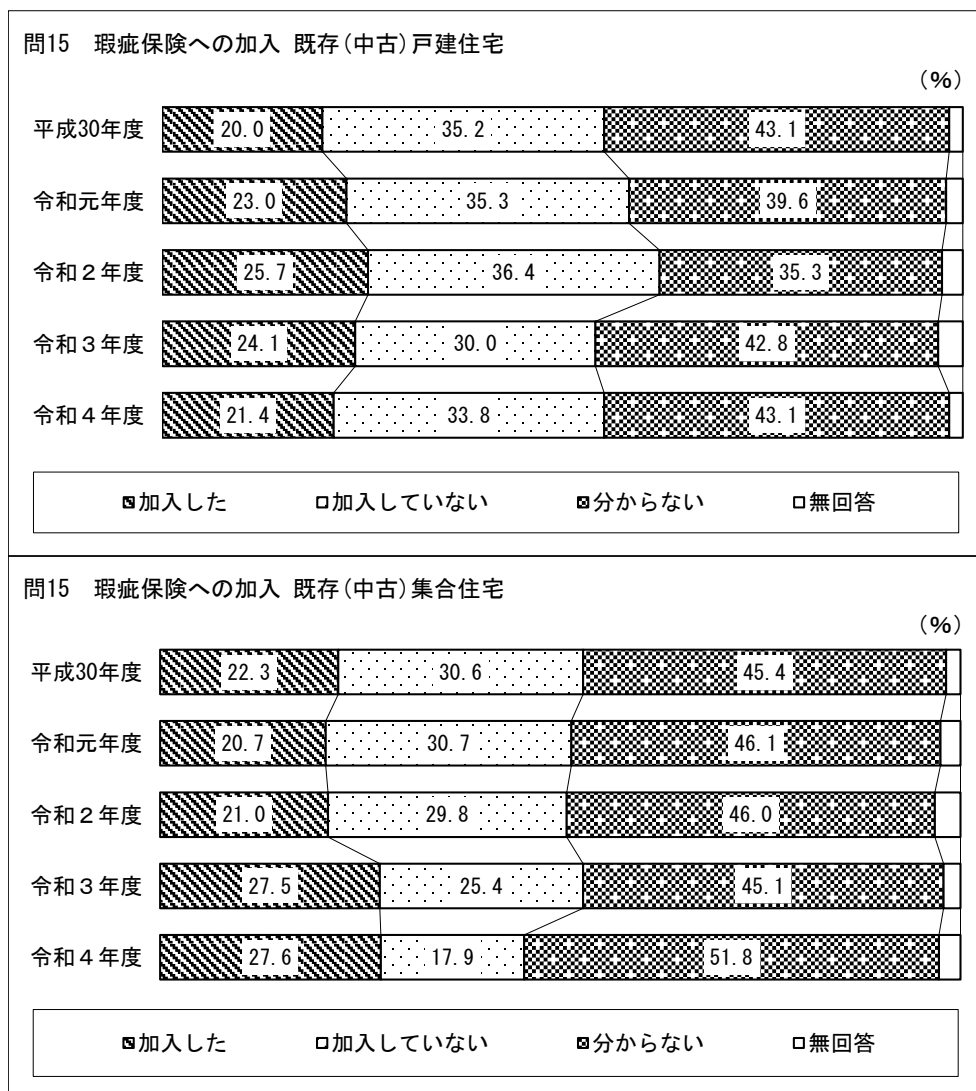 問15 瑕疵保険への加入 既存(中古)戸建住宅
(%)
平成30年度 20.0 35.2 43.1
令和元年度 23.0 35.3 39.6
令和２年度 25.7 36.4 35.3
令和３年度 24.1 30.0 42.8
令和４年度 21.4 33.8 43.1
加入した 加入していない 分からない 無回答
問15 瑕疵保険への加入 既存(中古)集合住宅
(%)
平成30年度 22.3 30.6 45.4
令和元年度 20.7 30.7 46.1
令和２年度 21.0 29.8 46.0
令和３年度 27.5 25.4 45.1
令和４年度 27.6 17.9 51.8
加入した 加入していない 分からない 無回答